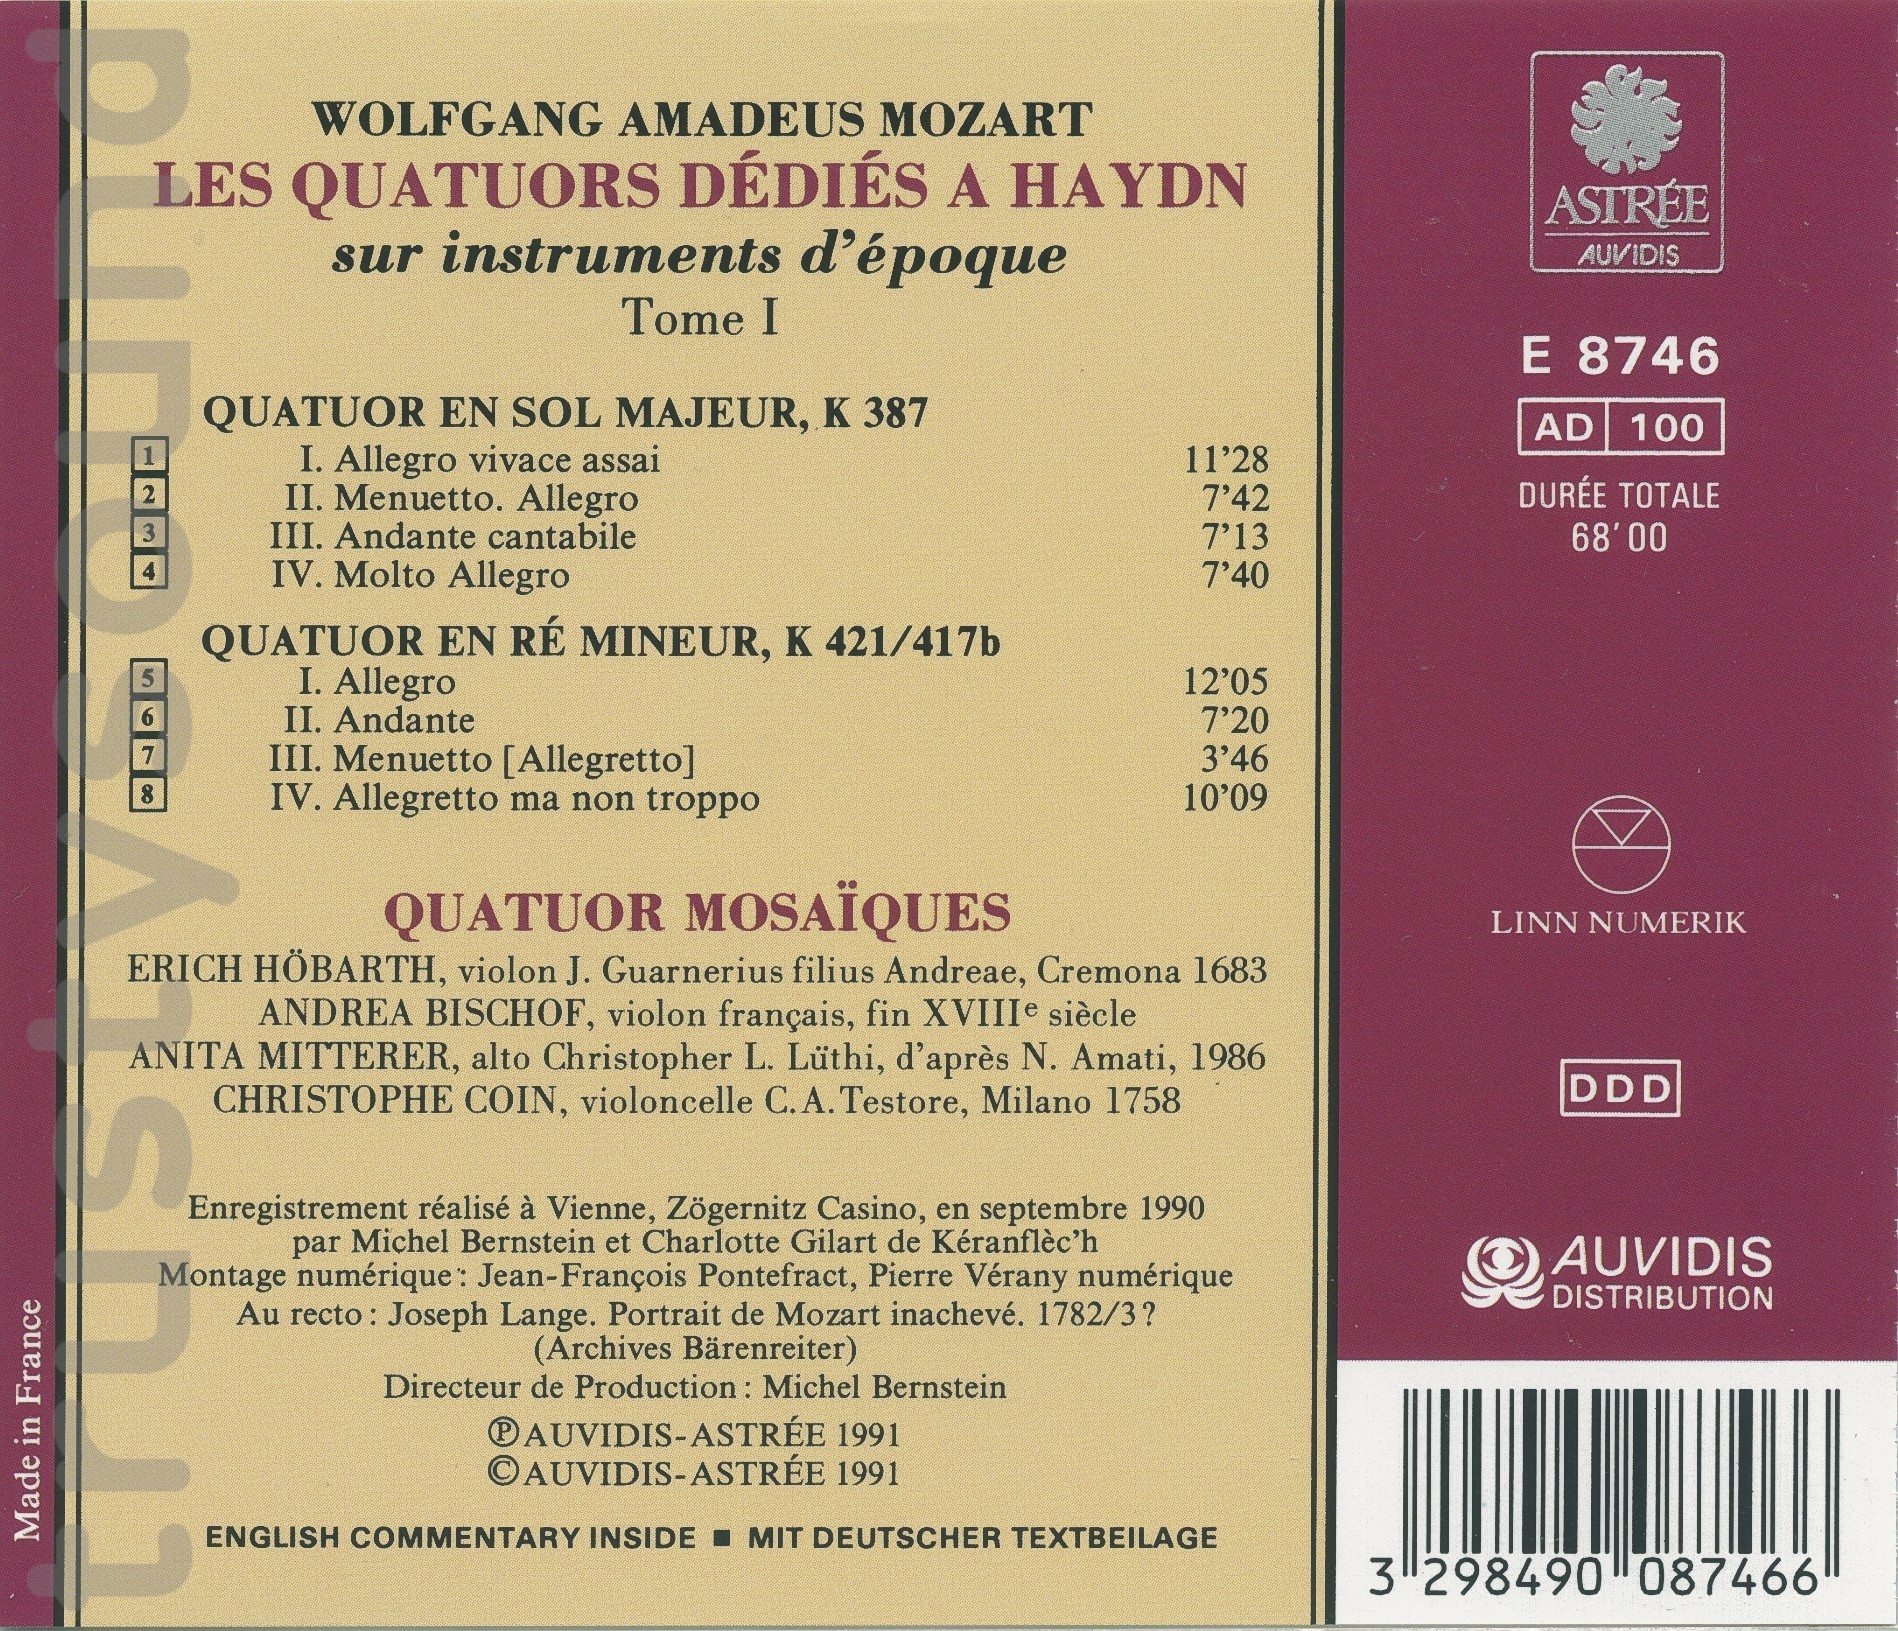 WOLFGANG AMADEUS MOZART
LES QUATUORS DÉDIÉS A HAYDN
sur instruments d'époque
Tome I
QUATUOR EN SOL MAJEUR, K 387
1 I. Allegro vivace assai 11'28
2 II. Menuetto. Allegro 7'42
3 III. Andante cantabile 7'13
4 IV. Molto Allegro 7'40
QUATUOR EN RÉ MINEUR, K 421/417b
5 I. Allegro 12'05
6 II. Andante 7'20
7 III. Menuetto [Allegretto] 3'46
8 IV. Allegretto ma non troppo 10'09
QUATUOR MOSAÏQUES
ERICH HÖBARTH, violon J. Guarnerius filius Andreae, Cremona 1683
ANDREA BISCHOF, violon français, fin XVIIIe siècle
ANITA MITTERER, alto Christopher L. Lüthi, d'après N. Amati, 1986
CHRISTOPHE COIN, violoncelle C.A.Testore, Milano 1758
Enregistrement réalisé à Vienne, Zögernitz Casino, en septembre 1990
par Michel Bernstein et Charlotte Gilart de Kéranflèc'h
Montage numérique : Jean-François Pontefract, Pierre Vérany numérique
Au recto : Joseph Lange. Portrait de Mozart inachevé. 1782/3 ?
(Archives Bärenreiter)
Directeur de Production : Michel Bernstein
℗ AUVIDIS-ASTRÉE 1991
© AUVIDIS-ASTRÉE 1991
ENGLISH COMMENTARY INSIDE ■ MIT DEUTSCHER TEXTBEILAGE
Made in France
trustvsound
ASTRÉE
AUVIDIS
E 8746
AD 100
DURÉE TOTALE
68'00
LINN NUMERIK
DDD
AUVIDIS
DISTRIBUTION
3 298490 087466